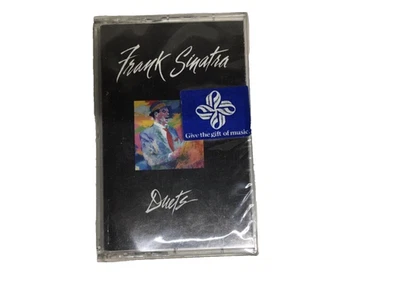 Frank Sinatra
Give the gift of music
Duets